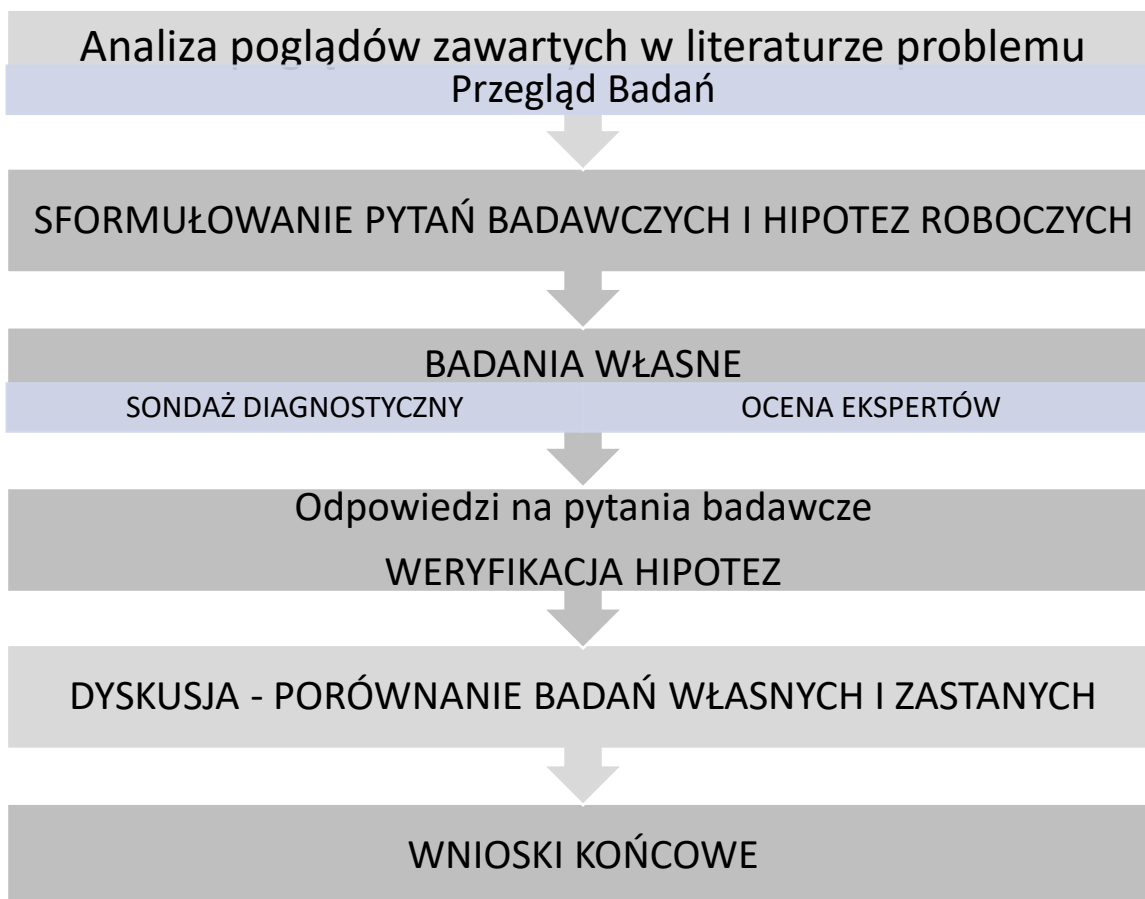 Analiza poglądów zawartych w literaturze problemu
Przegląd Badań
SFORMUŁOWANIE PYTAŃ BADAWCZYCH I HIPOTEZ ROBOCZYCH
BADANIA WŁASNE
SONDAŻ DIAGNOSTYCZNY
OCENA EKSPERTÓW
Odpowiedzi na pytania badawcze
WERYFIKACJA HIPOTEZ
DYSKUSJA - PORÓWNANIE BADAŃ WŁASNYCH I ZASTANYCH
WNIOSKI KOŃCOWE